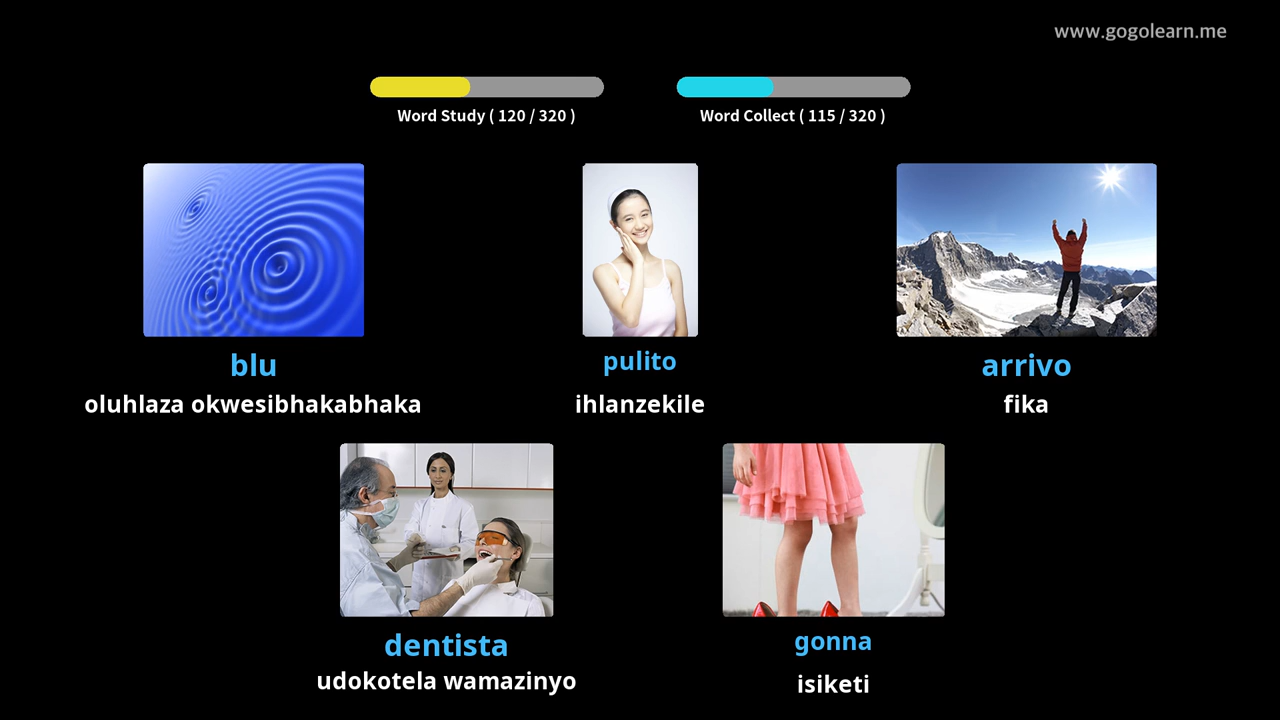 www.gogolearn.me
Word Study ( 120 / 320 )
Word Collect ( 115 / 320 )
blu
oluhlaza okwesibhakabhaka
pulito
ihlanzekile
arrivo
fika
dentista
udokotela wamazinyo
gonna
isiketi